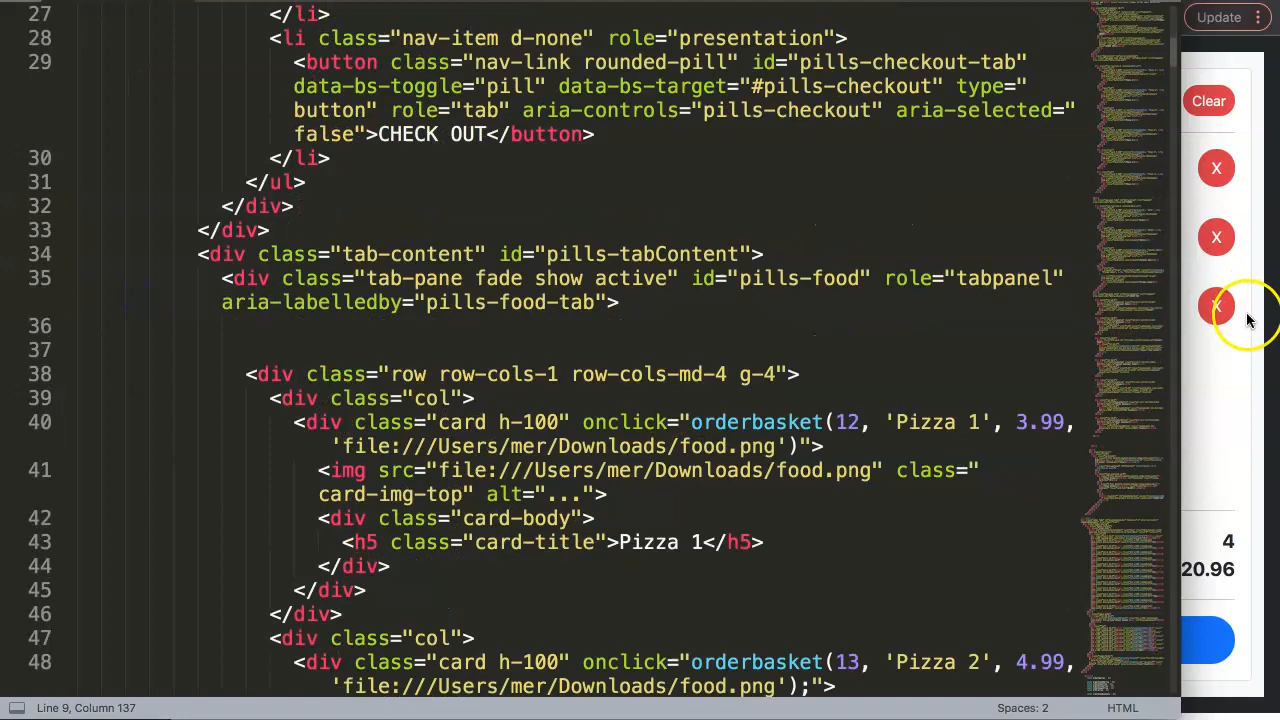 27 </li>
28 <li class="nav-item d-none" role="presentation">
29 <button class="nav-link rounded-pill" id="pills-checkout-tab"
data-bs-toggle="pill" data-bs-target="#pills-checkout" type="
button" role="tab" aria-controls="pills-checkout" aria-selected="
false">CHECK OUT</button>
30 </li>
31 </ul>
32 </div>
33 </div>
34 <div class="tab-content" id="pills-tabContent">
35 <div class="tab-pane fade show active" id="pills-food" role="tabpanel"
aria-labelledby="pills-food-tab">
36
37
38 <div class="row row-cols-1 row-cols-md-4 g-4">
39 <div class="col">
40 <div class="card h-100" onclick="orderbasket(12, 'Pizza 1', 3.99,
'file:///Users/mer/Downloads/food.png')">
41 <img src="file:///Users/mer/Downloads/food.png" class="
card-img-top" alt="...">
42 <div class="card-body">
43 <h5 class="card-title">Pizza 1</h5>
44 </div>
45 </div>
46 </div>
47 <div class="col">
48 <div class="card h-100" onclick="orderbasket(13, 'Pizza 2', 4.99,
'file:///Users/mer/Downloads/food.png');">
Line 9, Column 137
Spaces: 2
HTML
Update
Clear
X
X
X
4
20.96